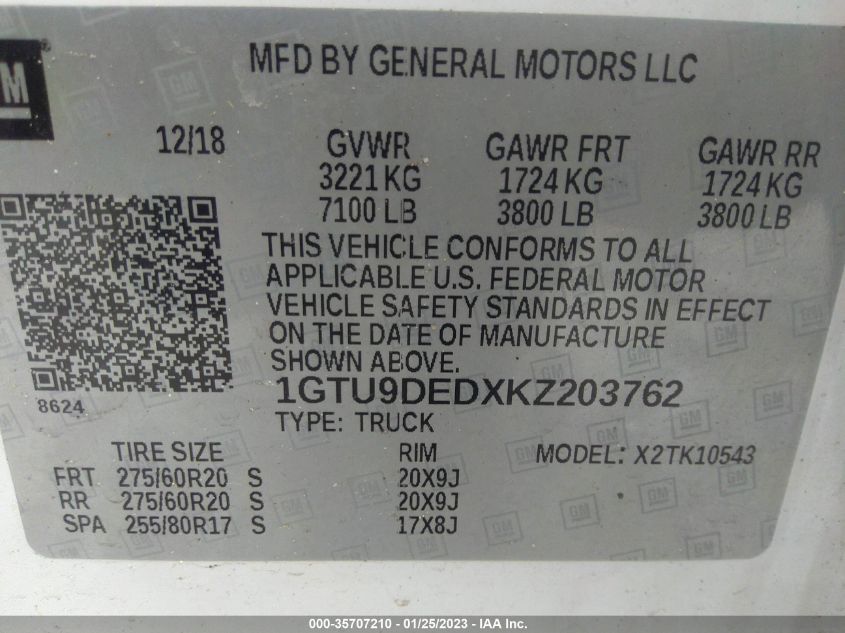 GM
MFD BY GENERAL MOTORS LLC
12/18 GVWR GAWR FRT GAWR RR
3221 KG 1724 KG 1724 KG
7100 LB 3800 LB 3800 LB
THIS VEHICLE CONFORMS TO ALL
APPLICABLE U.S. FEDERAL MOTOR
VEHICLE SAFETY STANDARDS IN EFFECT
ON THE DATE OF MANUFACTURE
SHOWN ABOVE.
8624
1GTU9DEDXKZ203762
TYPE: TRUCK
TIRE SIZE RIM MODEL: X2TK10543
FRT 275/60R20 S 20X9J
RR 275/60R20 S 20X9J
SPA 255/80R17 S 17X8J
000-35707210 - 01/25/2023 - IAA Inc.